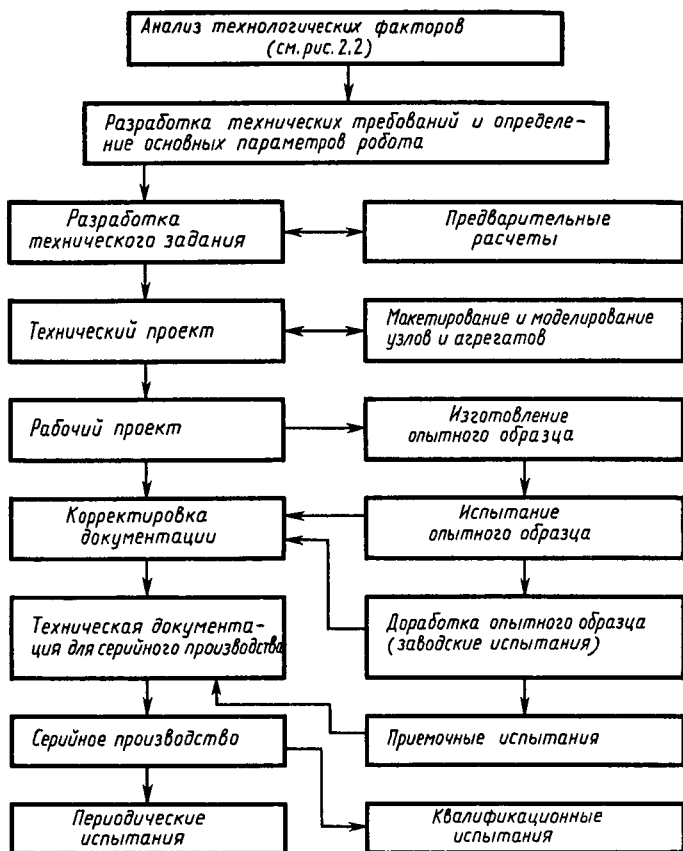 Анализ технологических факторов
(см. рис. 2.2)
Разработка технических требований и определе-
ние основных параметров робота
Разработка
технического задания
Предварительные
расчеты
Технический проект
Макетирование и моделирование
узлов и агрегатов
Рабочий проект
Изготовление
опытного образца
Корректировка
документации
Испытание
опытного образца
Техническая документа-
ция для серийного производства
Доработка опытного образца
(заводские испытания)
Серийное производство
Приемочные испытания
Периодические
испытания
Квалификационные
испытания